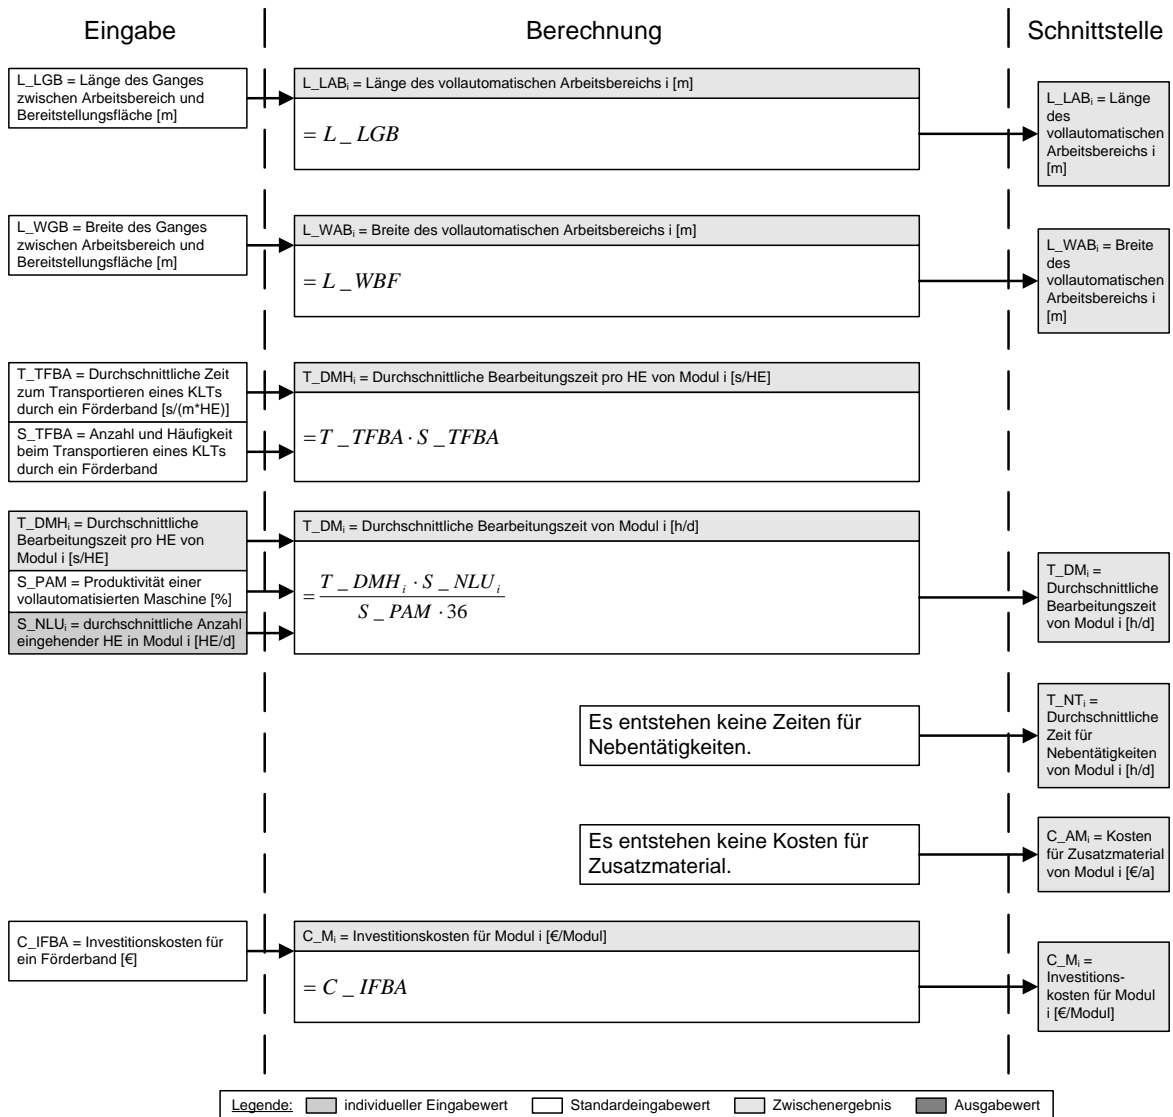 Eingabe
Berechnung
Schnittstelle
L_LGB = Länge des Ganges
zwischen Arbeitsbereich und
Bereitstellungsfläche [m]
L_LABᵢ = Länge des vollautomatischen Arbeitsbereichs i [m]
= L _ LGB
L_LABᵢ = Länge
des
vollautomatischen
Arbeitsbereichs i
[m]
L_WGB = Breite des Ganges
zwischen Arbeitsbereich und
Bereitstellungsfläche [m]
L_WABᵢ = Breite des vollautomatischen Arbeitsbereichs i [m]
= L _ WBF
L_WABᵢ = Breite
des
vollautomatischen
Arbeitsbereichs i
[m]
T_TFBA = Durchschnittliche Zeit
zum Transportieren eines KLTs
durch ein Förderband [s/(m*HE)]
S_TFBA = Anzahl und Häufigkeit
beim Transportieren eines KLTs
durch ein Förderband
T_DMHᵢ = Durchschnittliche Bearbeitungszeit pro HE von Modul i [s/HE]
= T _ TFBA · S _ TFBA
T_DMHᵢ = Durchschnittliche
Bearbeitungszeit pro HE von
Modul i [s/HE]
S_PAM = Produktivität einer
vollautomatisierten Maschine [%]
S_NLUᵢ = durchschnittliche Anzahl
eingehender HE in Modul i [HE/d]
T_DMᵢ = Durchschnittliche Bearbeitungszeit von Modul i [h/d]
T _ DMHᵢ · S _ NLUᵢ
=
S _ PAM · 36
T_DMᵢ =
Durchschnittliche
Bearbeitungszeit
von Modul i [h/d]
Es entstehen keine Zeiten für
Nebentätigkeiten.
T_NTᵢ =
Durchschnittliche
Zeit für
Nebentätigkeiten
von Modul i [h/d]
Es entstehen keine Kosten für
Zusatzmaterial.
C_AMᵢ = Kosten
für Zusatzmaterial
von Modul i [€/a]
C_IFBA = Investitionskosten für
ein Förderband [€]
C_Mᵢ = Investitionskosten für Modul i [€/Modul]
= C _ IFBA
C_Mᵢ =
Investitions-
kosten für Modul
i [€/Modul]
Legende: individueller Eingabewert Standardeingabewert Zwischenergebnis Ausgabewert